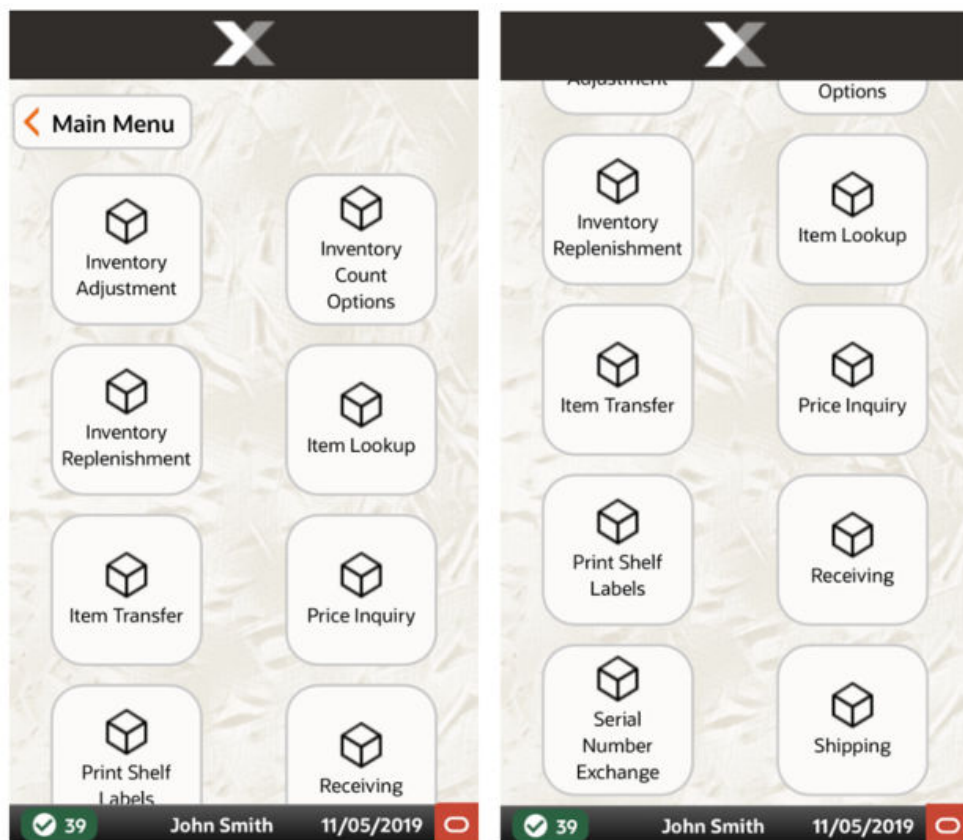 Main Menu
Inventory
Adjustment
Inventory
Count
Options
Inventory
Replenishment
Item Lookup
Item Transfer
Price Inquiry
Print Shelf
Labels
Receiving
39
John Smith
11/05/2019
Adjustment
Options
Inventory
Replenishment
Item Lookup
Item Transfer
Price Inquiry
Print Shelf
Labels
Receiving
Serial
Number
Exchange
Shipping
39
John Smith
11/05/2019